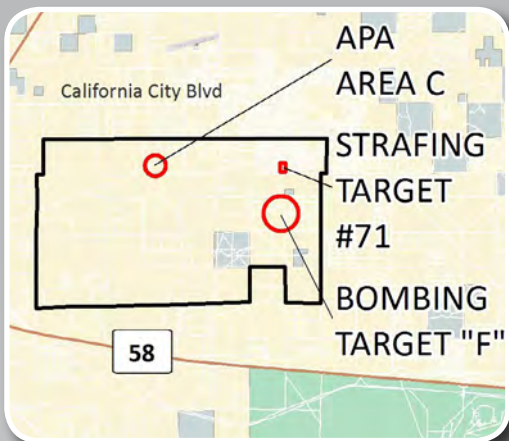 APA
AREA C
California City Blvd
STRAFING
TARGET
#71
BOMBING
TARGET "F"
58